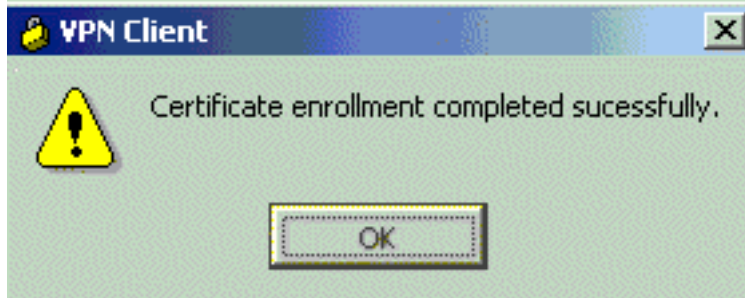 VPN Client
Certificate enrollment completed sucessfully.
OK